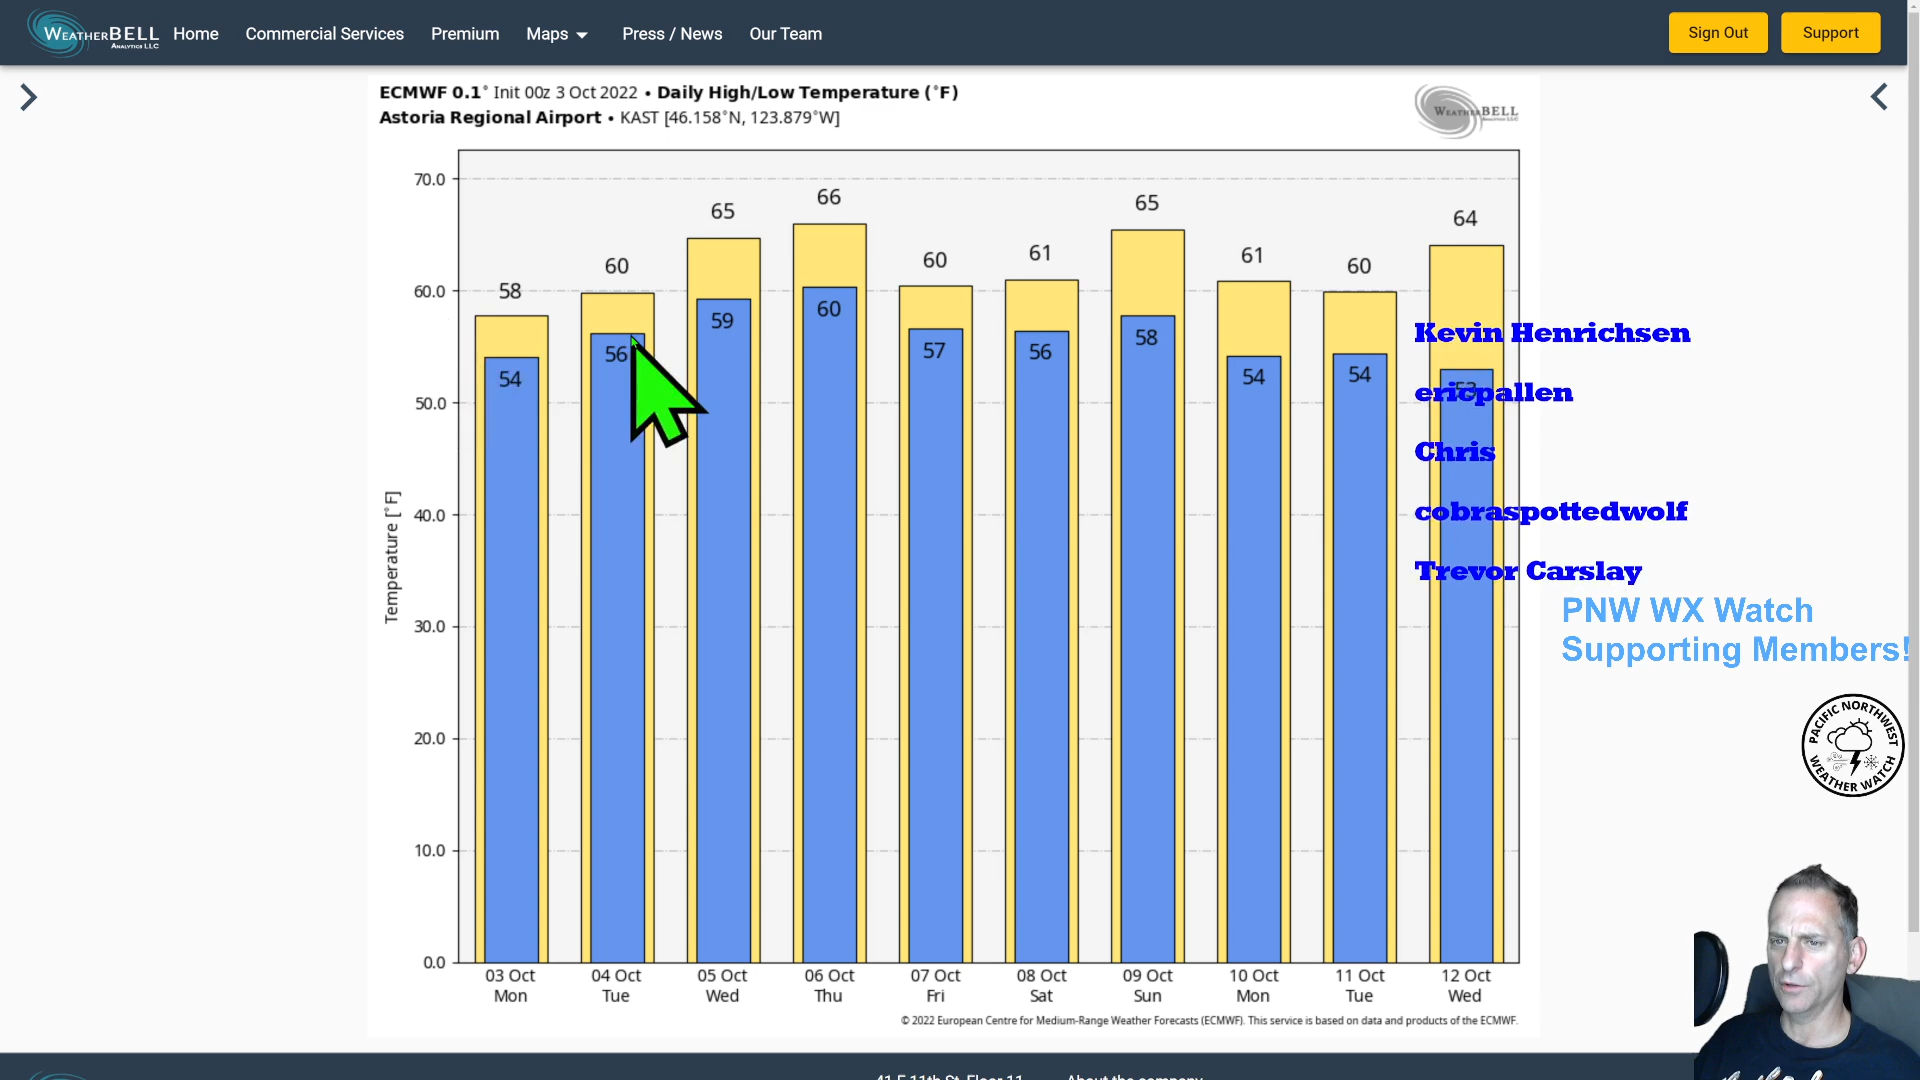 WEATHERBELL
ANALYTICS LLC
Home
Commercial Services
Premium
Maps
Press / News
Our Team
Sign Out
Support
ECMWF 0.1° Init 00z 3 Oct 2022 • Daily High/Low Temperature (°F)
Astoria Regional Airport • KAST [46.158°N, 123.879°W]
WEATHERBELL
70.0
60.0
50.0
40.0
30.0
20.0
10.0
0.0
Temperature [°F]
58
60
65
66
60
61
65
61
60
64
54
56
59
60
57
56
58
54
54
53
03 Oct
Mon
04 Oct
Tue
05 Oct
Wed
06 Oct
Thu
07 Oct
Fri
08 Oct
Sat
09 Oct
Sun
10 Oct
Mon
11 Oct
Tue
12 Oct
Wed
© 2022 European Centre for Medium-Range Weather Forecasts (ECMWF). This service is based on data and products of the ECMWF.
Kevin Henrichsen
ericpallen
Chris
cobraspottedwolf
Trevor Carslay
PNW WX Watch
Supporting Members!
PACIFIC NORTHWEST
WEATHER WATCH
41 E 11th St. Floor 11
About the company